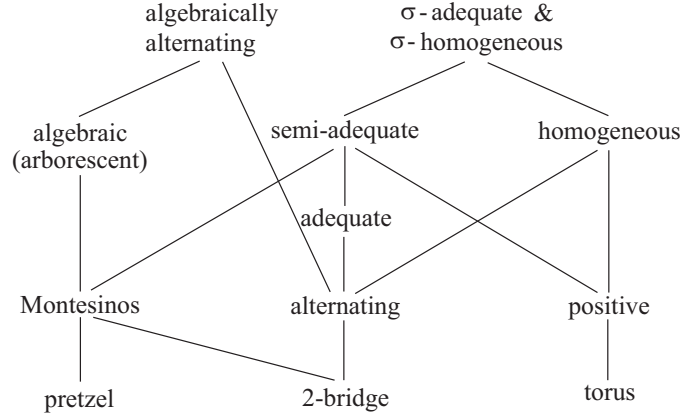 algebraically
alternating
σ-adequate &
σ-homogeneous
algebraic
(arborescent)
semi-adequate
homogeneous
adequate
Montesinos
alternating
positive
pretzel
2-bridge
torus